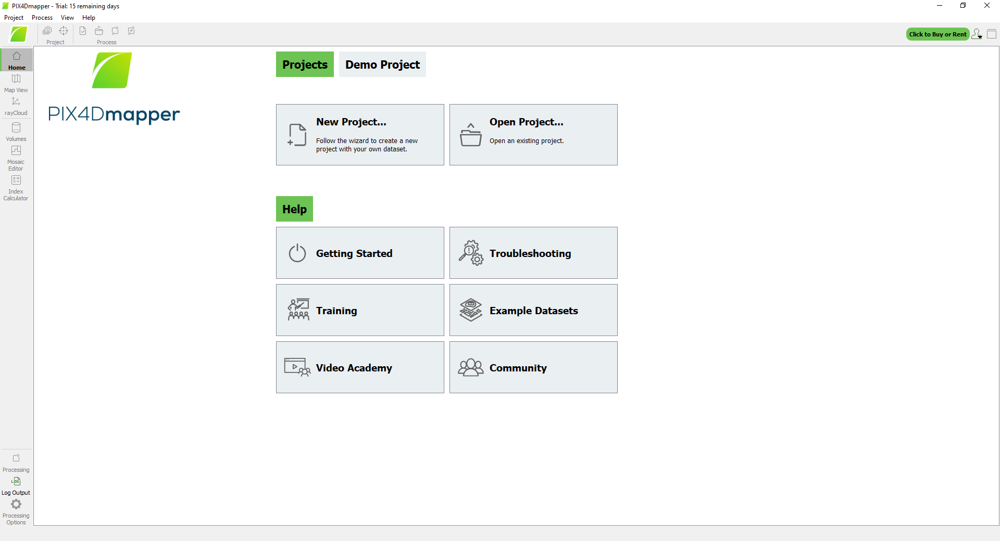 PIX4Dmapper - Trial: 15 remaining days
Project Process View Help
Project
Process
Click to Buy or Rent
Home
Map View
rayCloud
Volumes
Mosaic
Editor
Index
Calculator
Processing
LOG
Log Output
Processing
Options
PIX4Dmapper
Projects
Demo Project
New Project...
Follow the wizard to create a new
project with your own dataset.
Open Project...
Open an existing project.
Help
Getting Started
Troubleshooting
Training
Example Datasets
Video Academy
Community